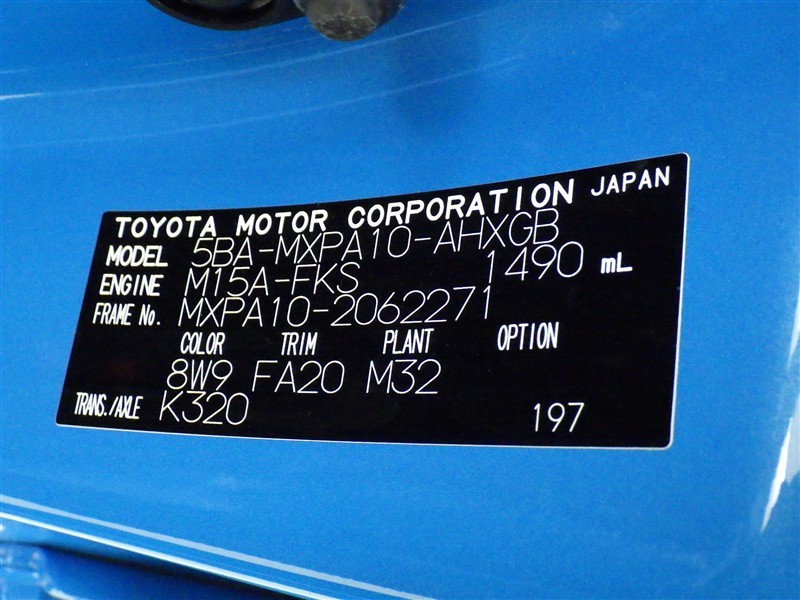 TOYOTA MOTOR CORPORATION JAPAN
MODEL 5BA-MXPA10-AHXGB
ENGINE M15A-FKS 1490 mL
FRAME No. MXPA10-2062271
COLOR TRIM PLANT OPTION
8W9 FA20 M32
TRANS./AXLE K320 197